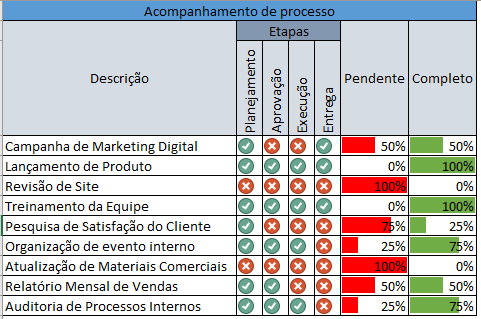 Acompanhamento de processo
Etapas
Descrição Planejamento Aprovação Execução Entrega Pendente Completo
Campanha de Marketing Digital 50% 50%
Lançamento de Produto 0% 100%
Revisão de Site 100% 0%
Treinamento da Equipe 0% 100%
Pesquisa de Satisfação do Cliente 75% 25%
Organização de evento interno 25% 75%
Atualização de Materiais Comerciais 100% 0%
Relatório Mensal de Vendas 50% 50%
Auditoria de Processos Internos 25% 75%